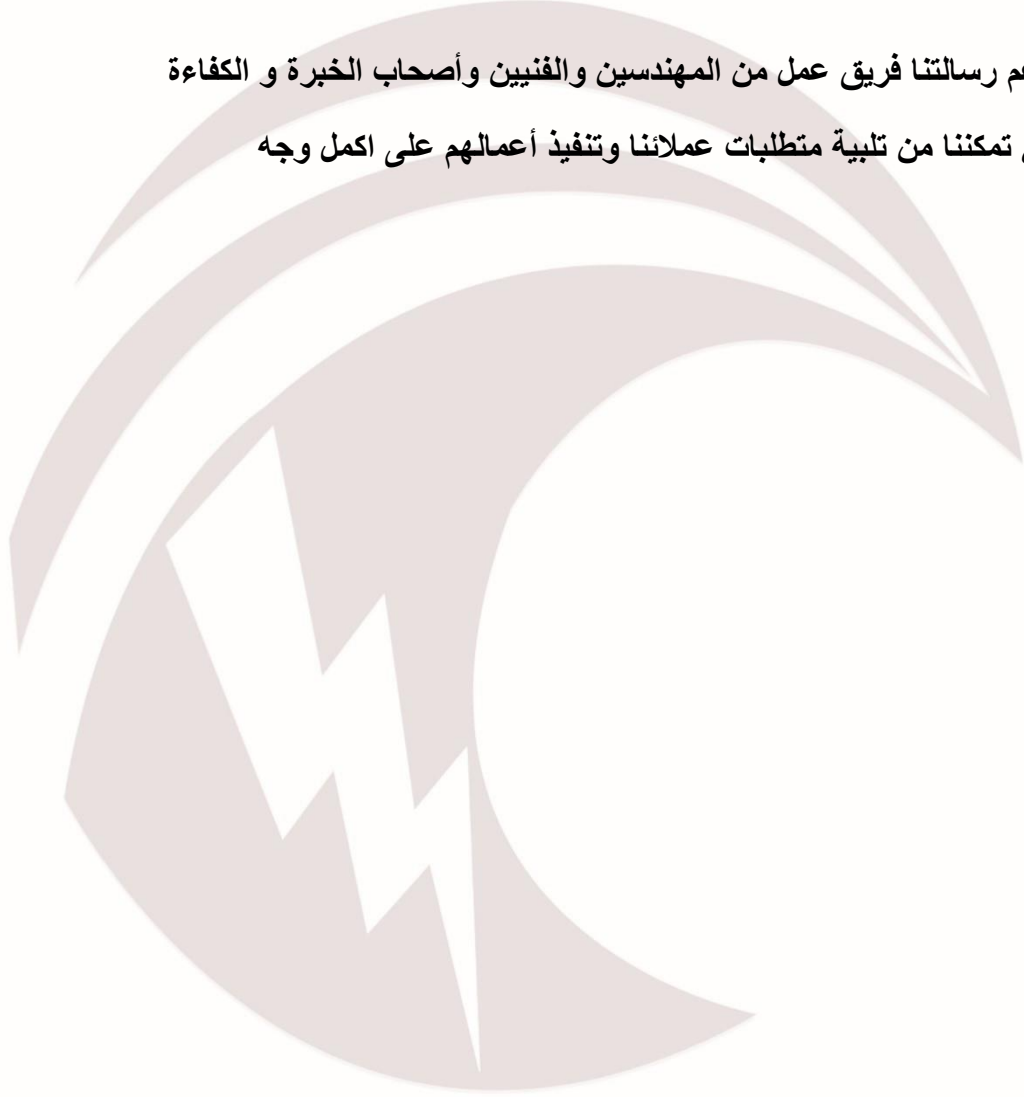 رسالتنا فريق عمل من المهندسين والفنيين وأصحاب الخبرة و الكفاءة
تمكننا من تلبية متطلبات عملائنا وتنفيذ أعمالهم على اكمل وجه